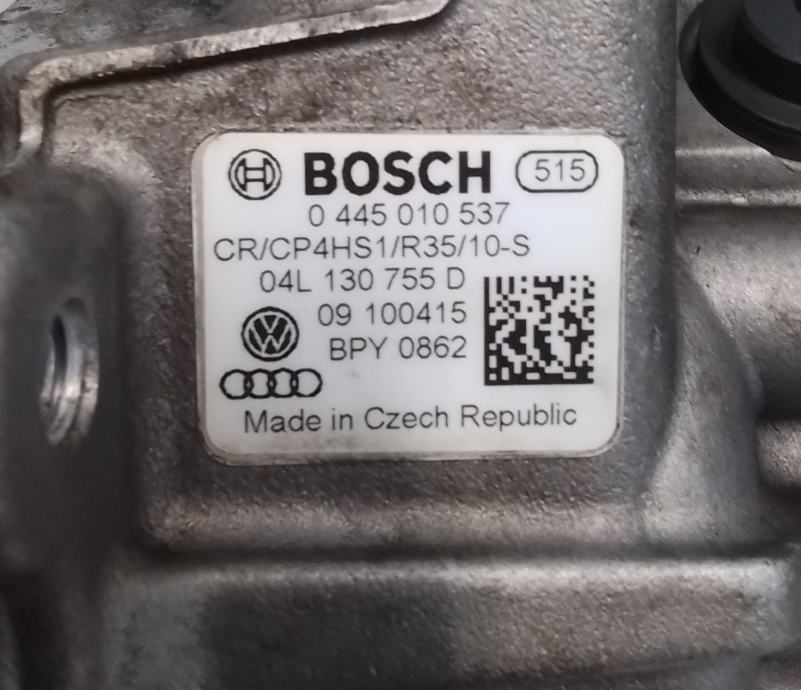 BOSCH 515
0 445 010 537
CR/CP4HS1/R35/10-S
04L 130 755 D
09 100415
BPY 0862
Made in Czech Republic